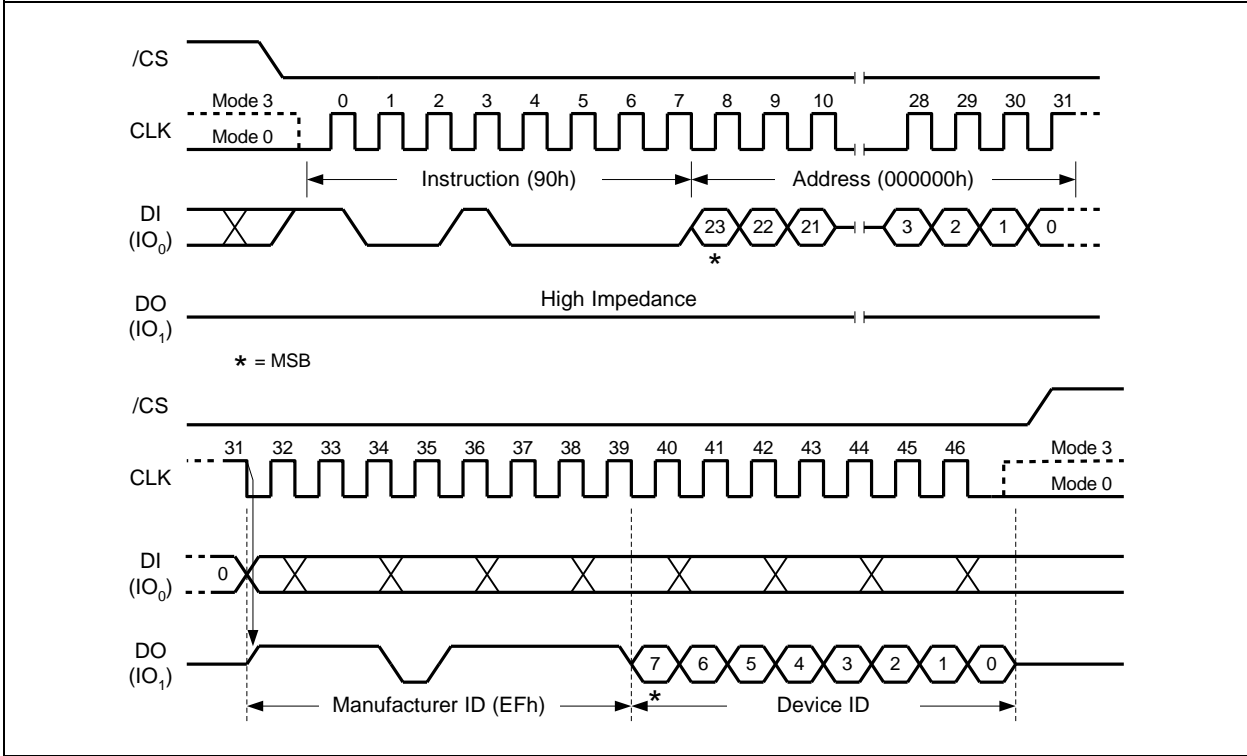 /CS
Mode 3 0 1 2 3 4 5 6 7 8 9 10 28 29 30 31
CLK Mode 0
Instruction (90h) Address (000000h)
DI
(IO0) 23 22 21 3 2 1 0
*
DO High Impedance
(IO1)
* = MSB
/CS
31 32 33 34 35 36 37 38 39 40 41 42 43 44 45 46 Mode 3
CLK Mode 0
DI
(IO0) 0
DO
(IO1) 7 6 5 4 3 2 1 0
*
Manufacturer ID (EFh) Device ID